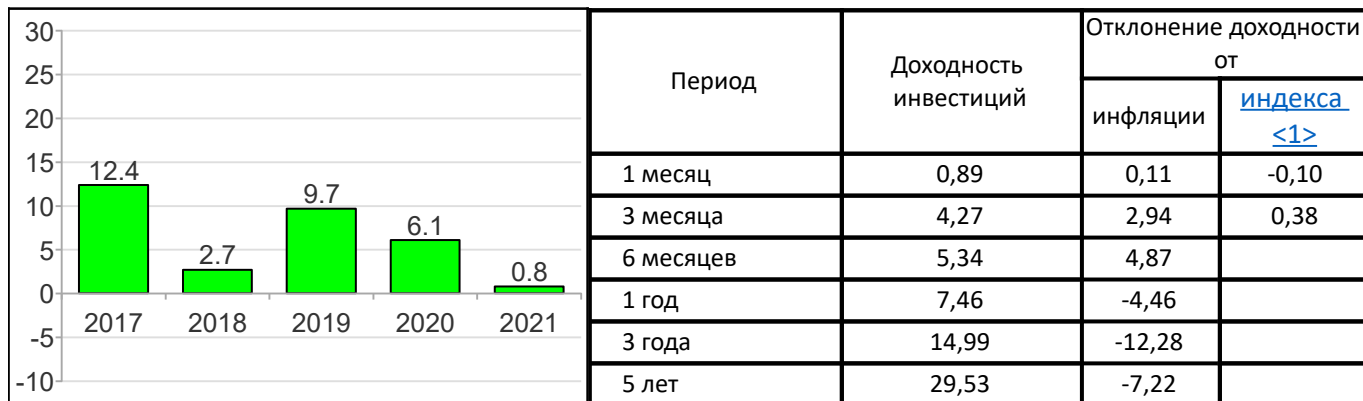 30
25
20
15
10
5
0
-5
-10
12.4
2.7
9.7
6.1
0.8
2017 2018 2019 2020 2021
Период
Доходность
инвестиций
Отклонение доходности
от
инфляции
индекса
<1>
1 месяц 0,89 0,11 -0,10
3 месяца 4,27 2,94 0,38
6 месяцев 5,34 4,87
1 год 7,46 -4,46
3 года 14,99 -12,28
5 лет 29,53 -7,22